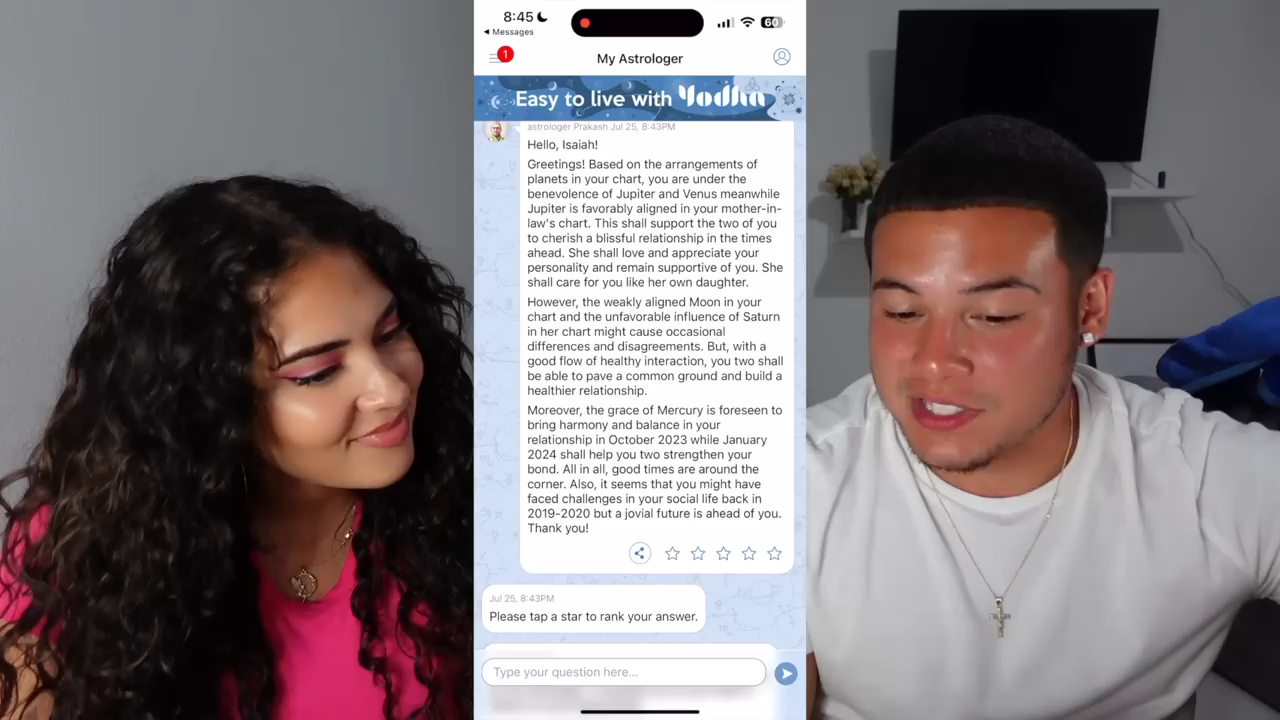 8:45
60
Messages
1
My Astrologer
Easy to live with Yodha
astrologer Prakash Jul 25, 8:43PM
Hello, Isaiah!
Greetings! Based on the arrangements of
planets in your chart, you are under the
benevolence of Jupiter and Venus meanwhile
Jupiter is favorably aligned in your mother-in-
law's chart. This shall support the two of you
to cherish a blissful relationship in the times
ahead. She shall love and appreciate your
personality and remain supportive of you. She
shall care for you like her own daughter.
However, the weakly aligned Moon in your
chart and the unfavorable influence of Saturn
in her chart might cause occasional
differences and disagreements. But, with a
good flow of healthy interaction, you two shall
be able to pave a common ground and build a
healthier relationship.
Moreover, the grace of Mercury is foreseen to
bring harmony and balance in your
relationship in October 2023 while January
2024 shall help you two strengthen your
bond. All in all, good times are around the
corner. Also, it seems that you might have
faced challenges in your social life back in
2019-2020 but a jovial future is ahead of you.
Thank you!
Jul 25, 8:43PM
Please tap a star to rank your answer.
Type your question here...